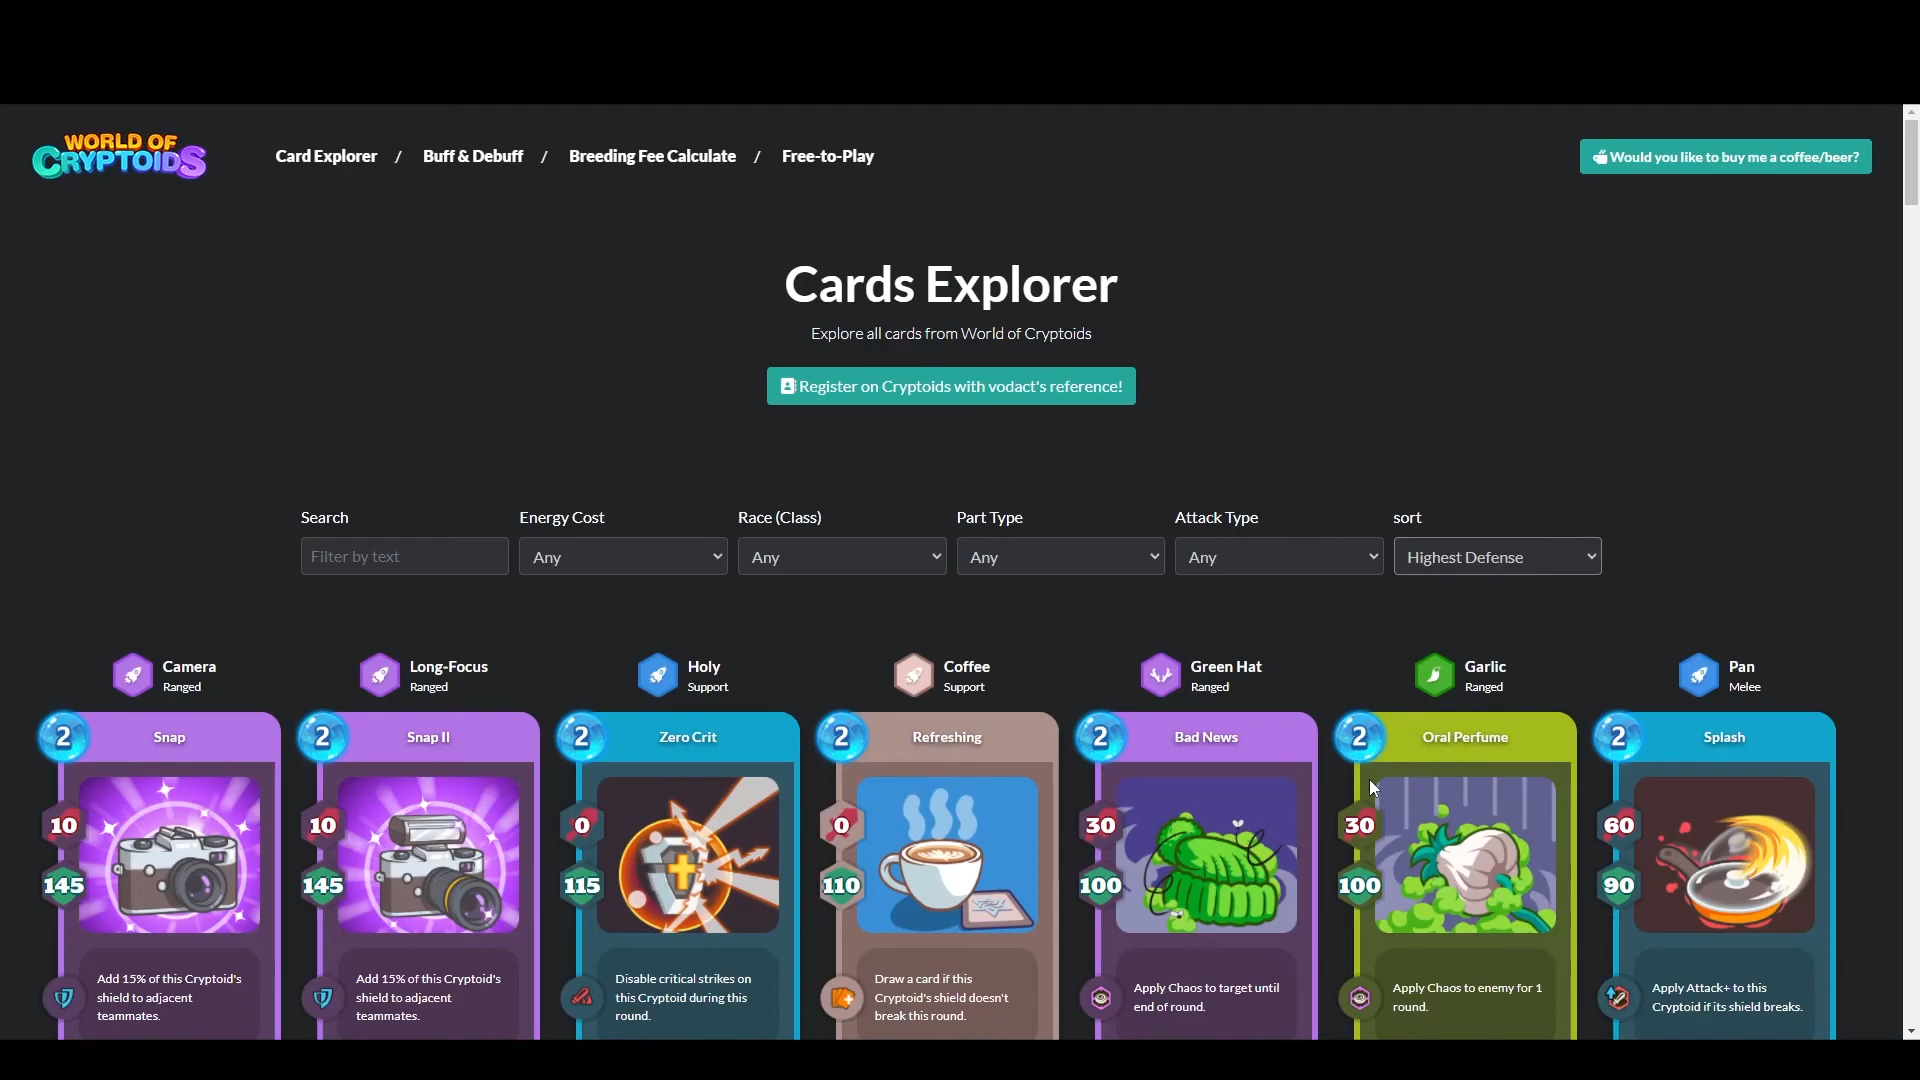 WORLD OF
CRYPTOIDS
Card Explorer / Buff & Debuff / Breeding Fee Calculate / Free-to-Play
Would you like to buy me a coffee/beer?
Cards Explorer
Explore all cards from World of Cryptoids
Register on Cryptoids with vodact's reference!
Search
Energy Cost
Race (Class)
Part Type
Attack Type
sort
Filter by text
Any
Any
Any
Any
Highest Defense
Camera
Ranged
2
Snap
10
145
Add 15% of this Cryptoid's
shield to adjacent
teammates.
Long-Focus
Ranged
2
Snap II
10
145
Add 15% of this Cryptoid's
shield to adjacent
teammates.
Holy
Support
2
Zero Crit
0
115
Disable critical strikes on
this Cryptoid during this
round.
Coffee
Support
2
Refreshing
0
110
Draw a card if this
Cryptoid's shield doesn't
break this round.
Green Hat
Ranged
2
Bad News
30
100
Apply Chaos to target until
end of round.
Garlic
Ranged
2
Oral Perfume
30
100
Apply Chaos to enemy for 1
round.
Pan
Melee
2
Splash
60
90
Apply Attack+ to this
Cryptoid if its shield breaks.